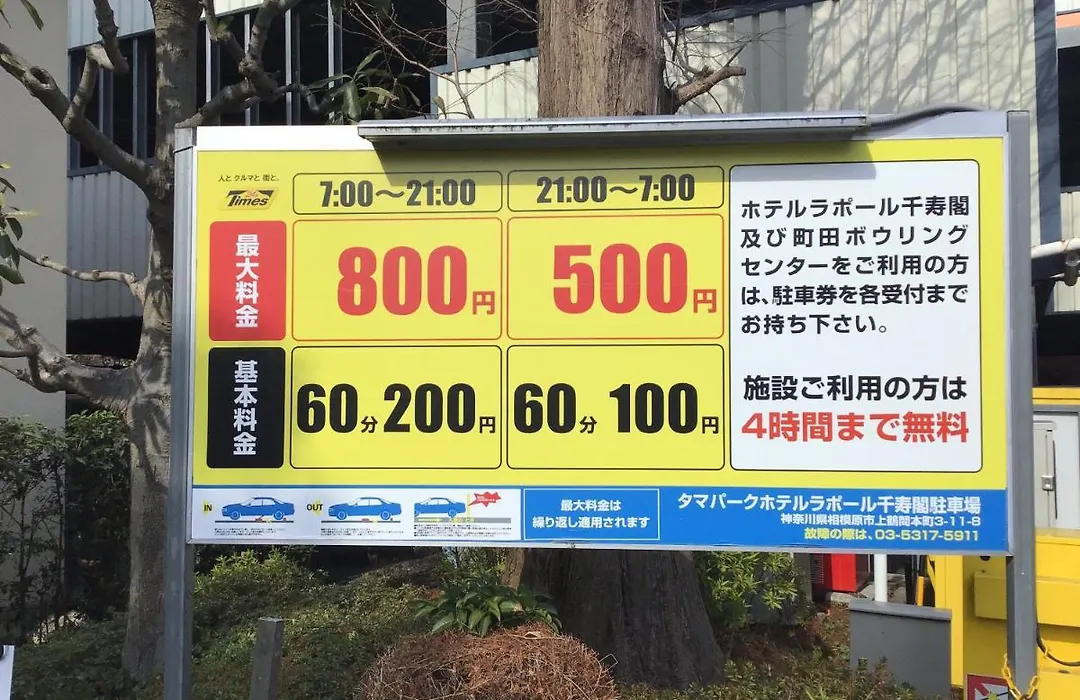 人と クルマと 街と。
Times
7:00～21:00
21:00～7:00
最大料金
800円
500円
基本料金
60分200円
60分 100円
ホテルラポール千寿閣
及び町田ボウリング
センターをご利用の方
は、駐車券を各受付まで
お持ち下さい。
施設ご利用の方は
4時間まで無料
IN
OUT
最大料金は
繰り返し適用されます
タマパークホテルラポール千寿閣駐車場
神奈川県相模原市上鶴間本町3-11-8
故障の際は、03-5317-5911